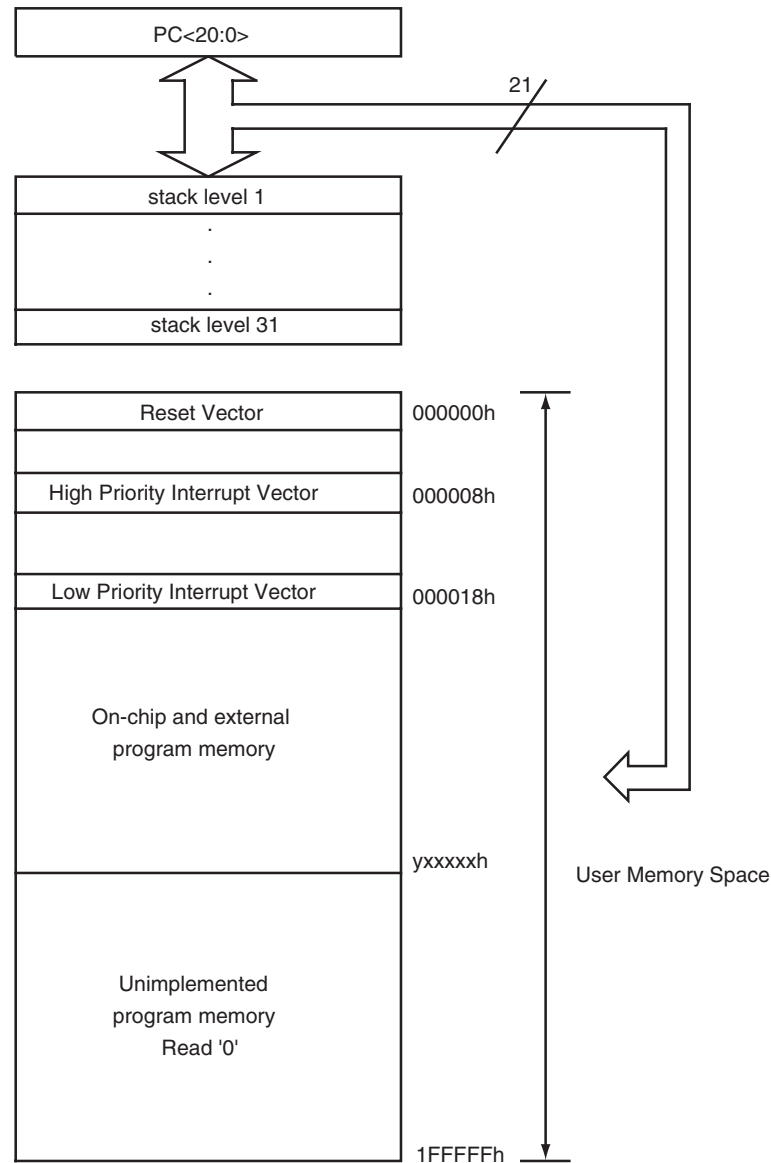 PC<20:0>
21
stack level 1
.
.
.
stack level 31
Reset Vector
000000h
High Priority Interrupt Vector
000008h
Low Priority Interrupt Vector
000018h
On-chip and external
program memory
yxxxxxh
User Memory Space
Unimplemented
program memory
Read '0'
1FFFFFh